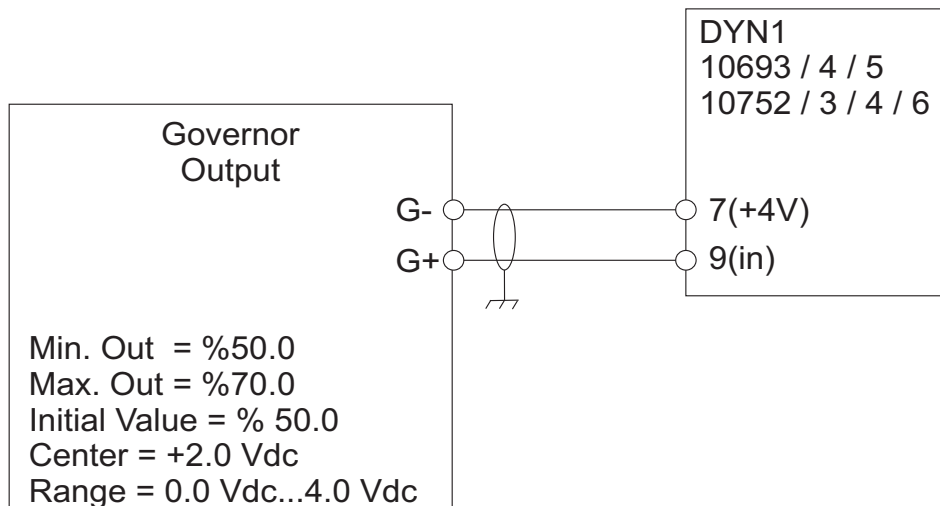 DYN1
10693 / 4 / 5
10752 / 3 / 4 / 6
Governor
Output
G-
7(+4V)
G+
9(in)
Min. Out = %50.0
Max. Out = %70.0
Initial Value = % 50.0
Center = +2.0 Vdc
Range = 0.0 Vdc...4.0 Vdc